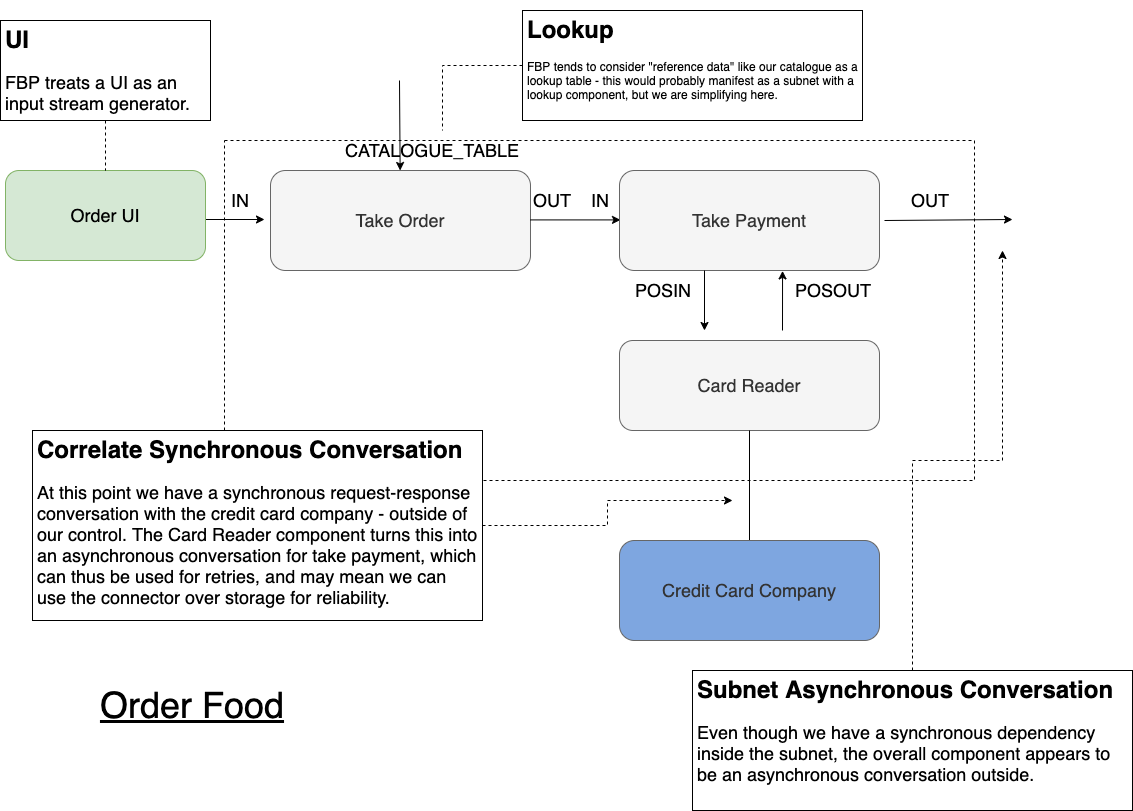 UI
FBP treats a UI as an
input stream generator.
Lookup
FBP tends to consider "reference data" like our catalogue as a
lookup table - this would probably manifest as a subnet with a
lookup component, but we are simplifying here.
CATALOGUE_TABLE
Order UI
IN
Take Order
OUT
IN
Take Payment
OUT
POSIN
POSOUT
Card Reader
Correlate Synchronous Conversation
At this point we have a synchronous request-response
conversation with the credit card company - outside of
our control. The Card Reader component turns this into
an asynchronous conversation for take payment, which
can thus be used for retries, and may mean we can
use the connector over storage for reliability.
Credit Card Company
Order Food
Subnet Asynchronous Conversation
Even though we have a synchronous dependency
inside the subnet, the overall component appears to
be an asynchronous conversation outside.